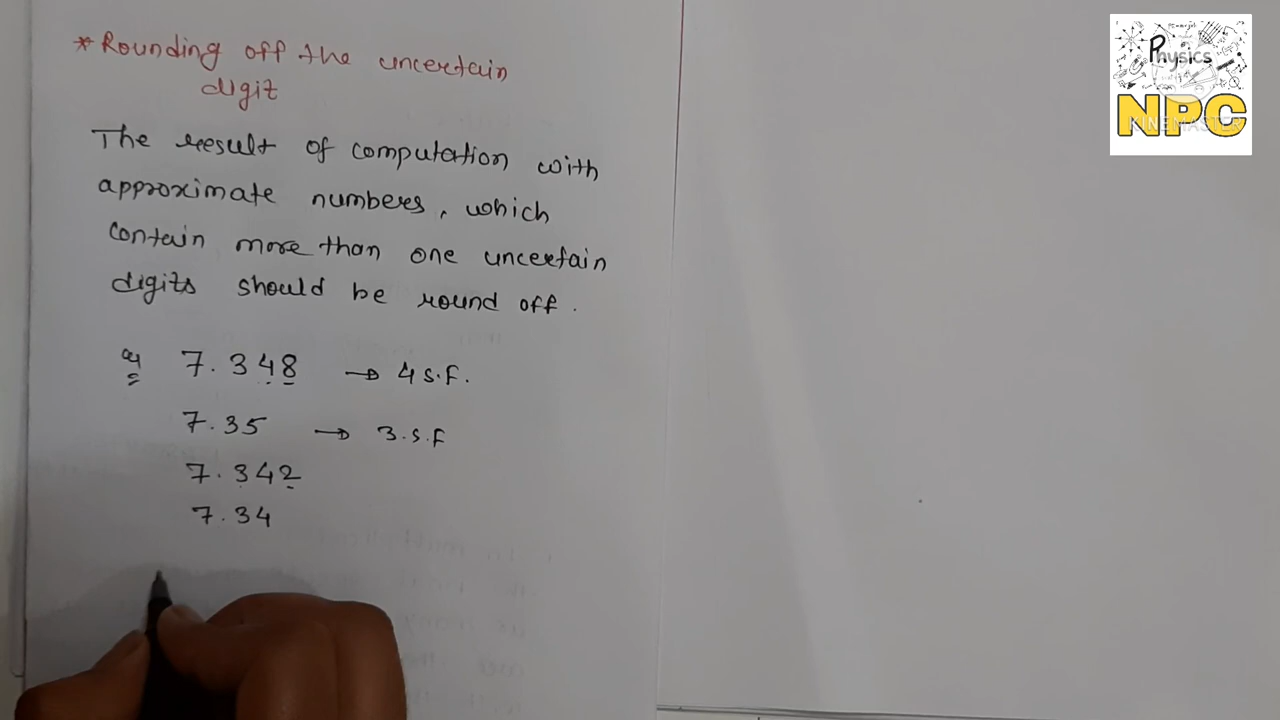 * Rounding off the uncertain
digit
The result of computation with
approximate numbers, which
contain more than one uncertain
digits should be round off.
eg 7.348 → 4 S.F.
7.35 → 3.S.F
7.342
7.34
Physics
NPC
KINEMASTER